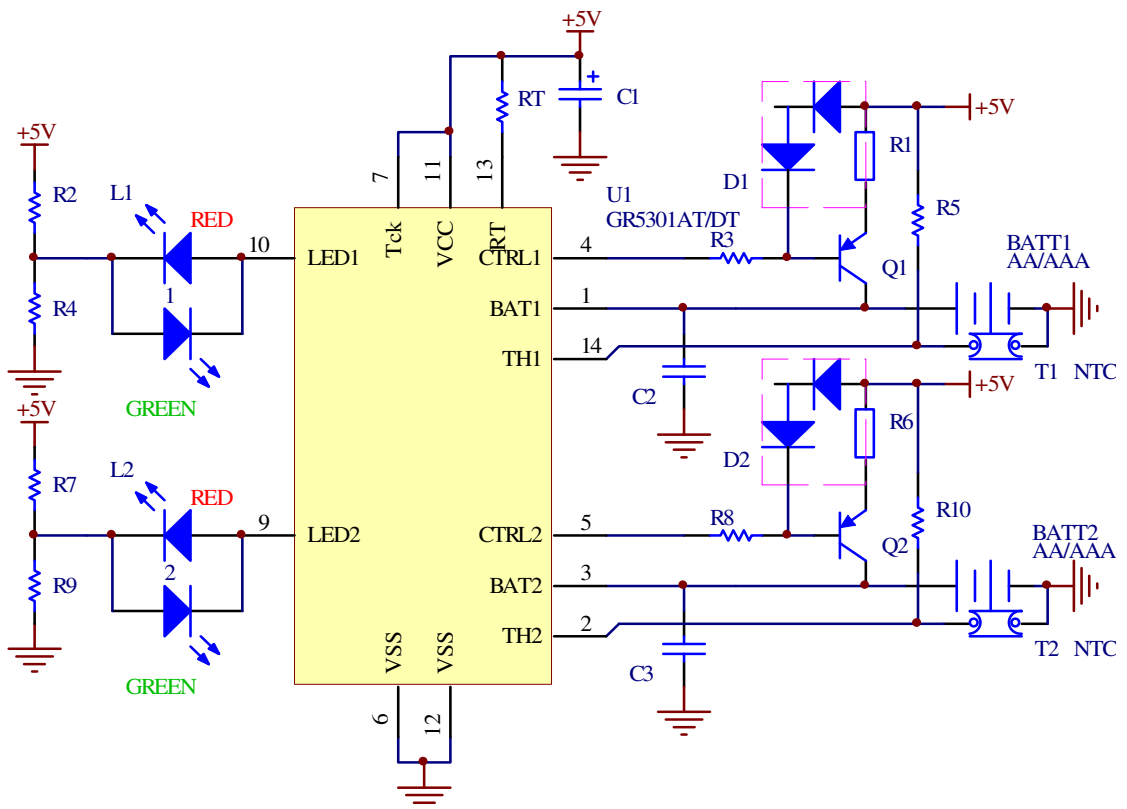 +5V
+
C1
RT
+5V
+5V
R1
D1
7
11
13
R2
L1
RED
U1
GR5301AT/DT
R5
Tck
VCC
RT
10
LED1
CTRL1
4
R3
Q1
BATT1
AA/AAA
R4
1
BAT1
1
TH1
14
T1 NTC
C2
GREEN
+5V
+5V
R6
D2
R7
L2
RED
R8
R10
9
LED2
CTRL2
5
Q2
BATT2
AA/AAA
R9
2
BAT2
3
TH2
2
T2 NTC
C3
VSS
VSS
GREEN
6
12